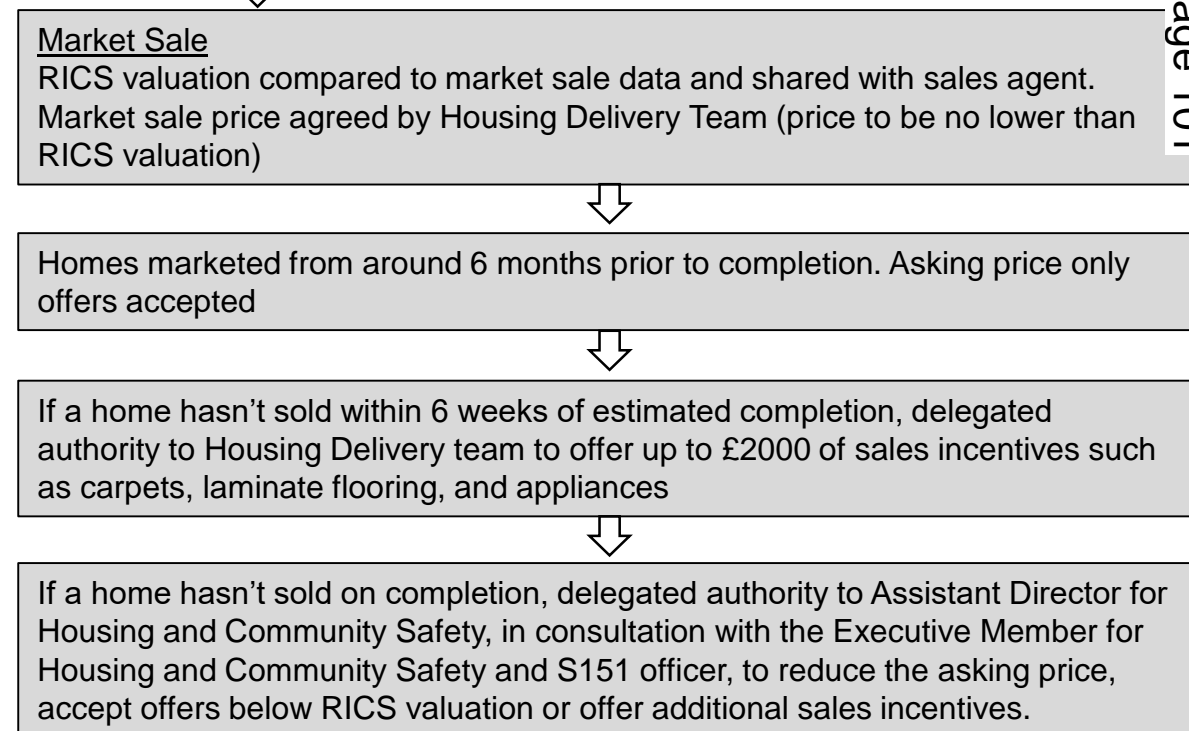 Market Sale
RICS valuation compared to market sale data and shared with sales agent.
Market sale price agreed by Housing Delivery Team (price to be no lower than
RICS valuation)
Homes marketed from around 6 months prior to completion. Asking price only
offers accepted
If a home hasn’t sold within 6 weeks of estimated completion, delegated
authority to Housing Delivery team to offer up to £2000 of sales incentives such
as carpets, laminate flooring, and appliances
If a home hasn’t sold on completion, delegated authority to Assistant Director for
Housing and Community Safety, in consultation with the Executive Member for
Housing and Community Safety and S151 officer, to reduce the asking price,
accept offers below RICS valuation or offer additional sales incentives.